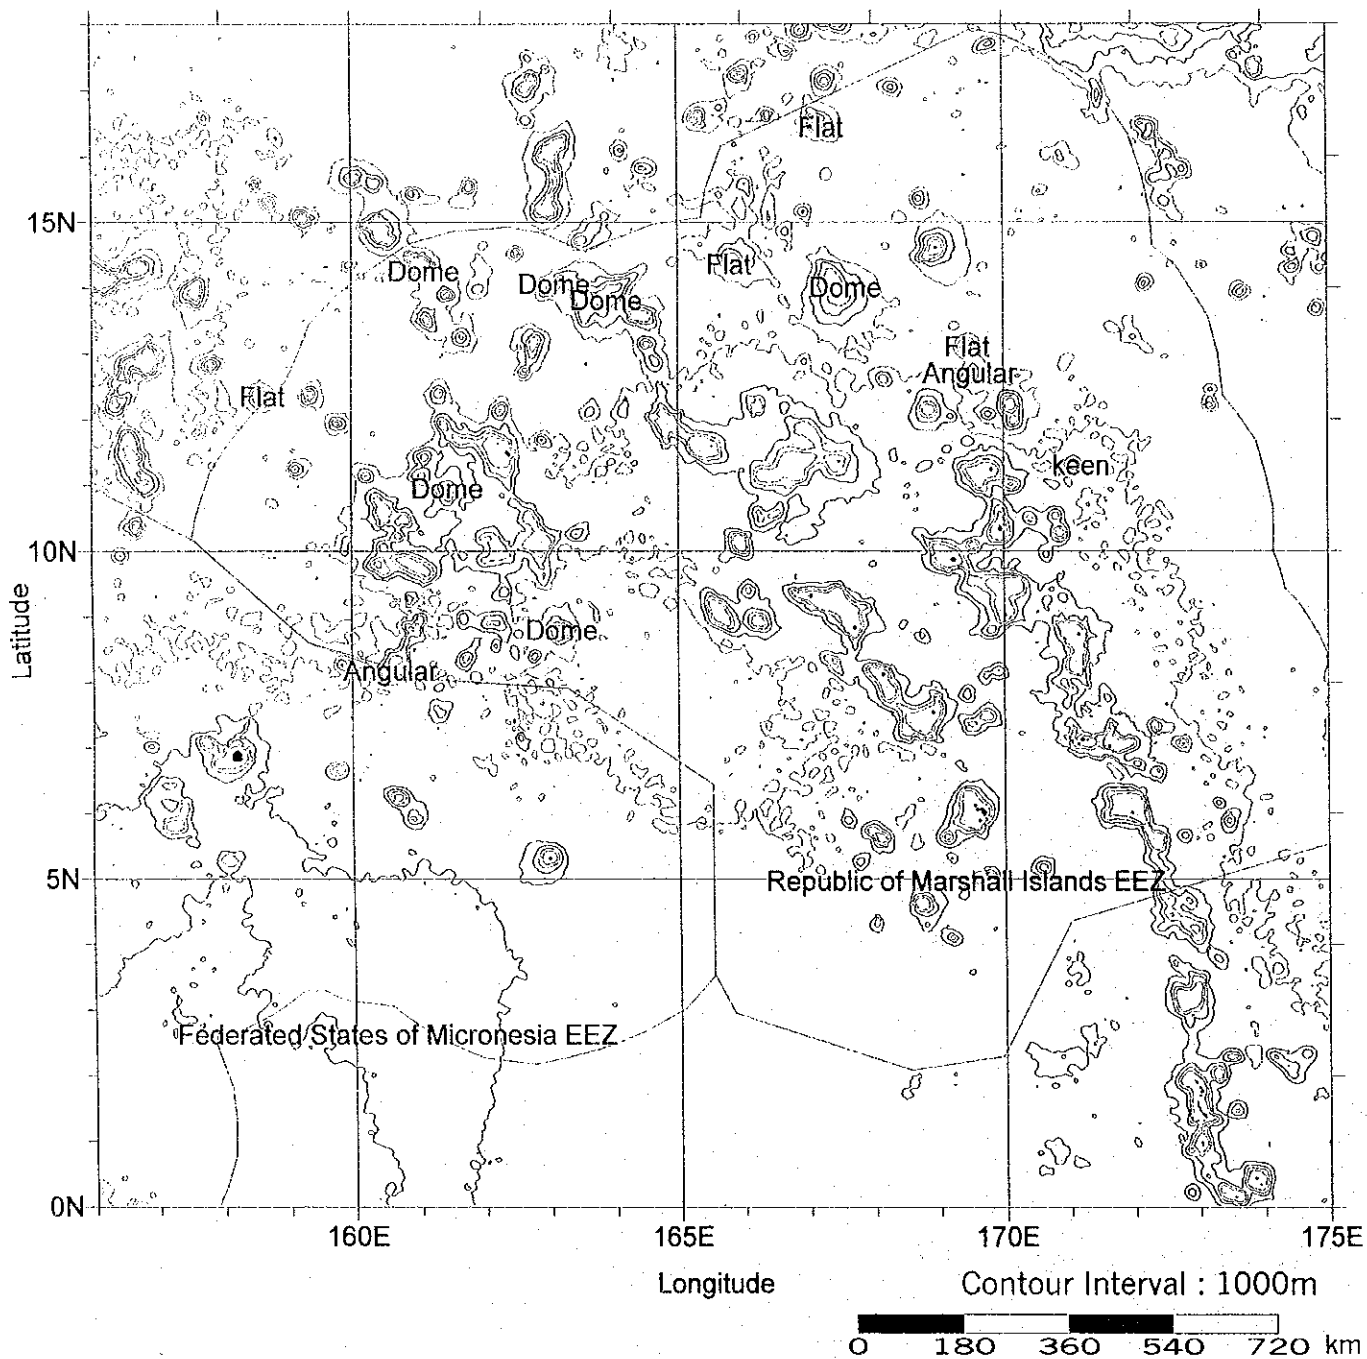 Flat
15N
Dome
Flat
Dome
Dome
Dome
Flat
Angular
Flat
keen
Dome
10N
Dome
Angular
Latitude
5N
Republic of Marshall Islands EEZ
Federated States of Micronesia EEZ
0N
160E
165E
170E
175E
Longitude
Contour Interval : 1000m
0 180 360 540 720 km